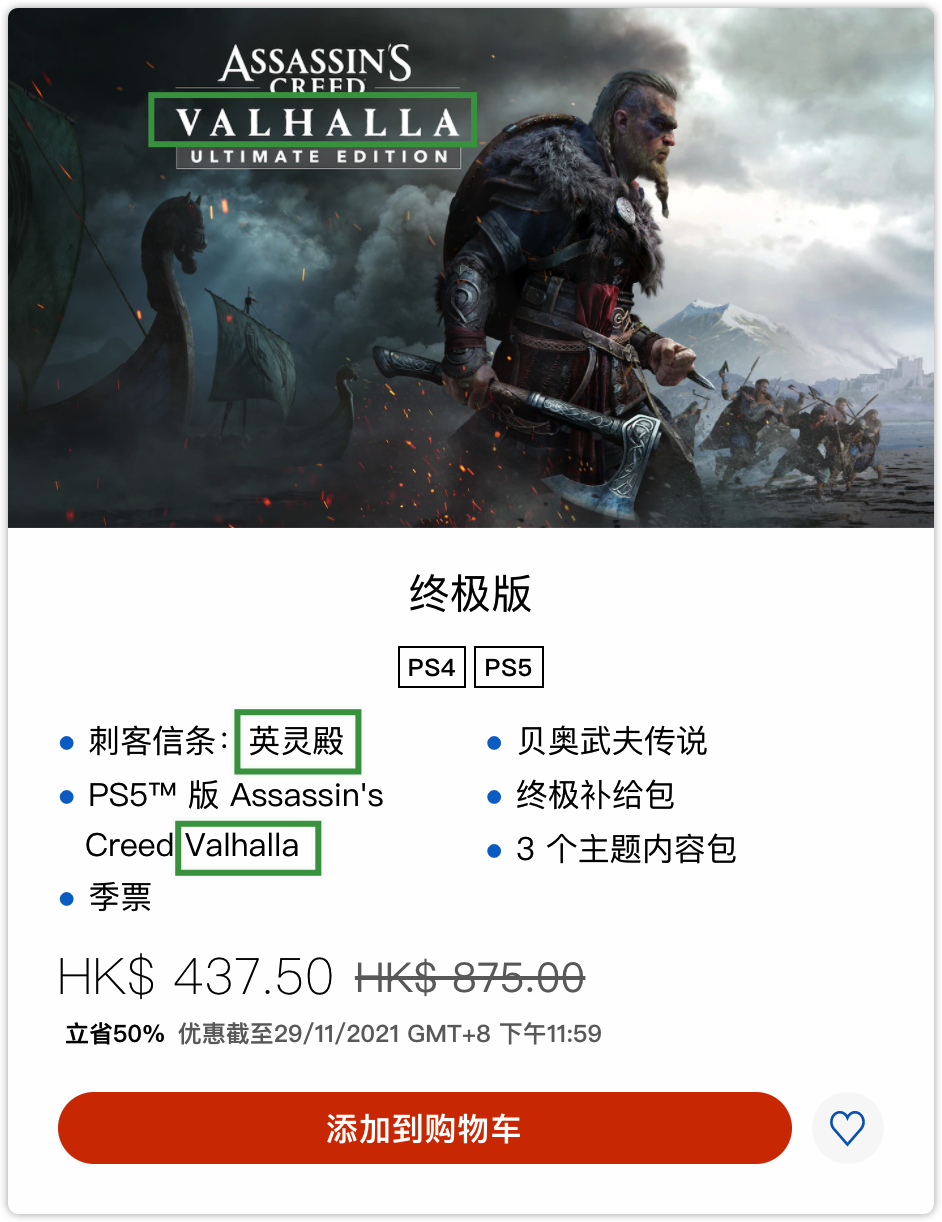 ASSASSIN'S
CREED
VALHALLA
ULTIMATE EDITION
终极版
PS4 PS5
刺客信条：英灵殿
PS5™ 版 Assassin's
Creed Valhalla
季票
贝奥武夫传说
终极补给包
3 个主题内容包
HK$ 437.50 HK$ 875.00
立省50% 优惠截至29/11/2021 GMT+8 下午11:59
添加到购物车